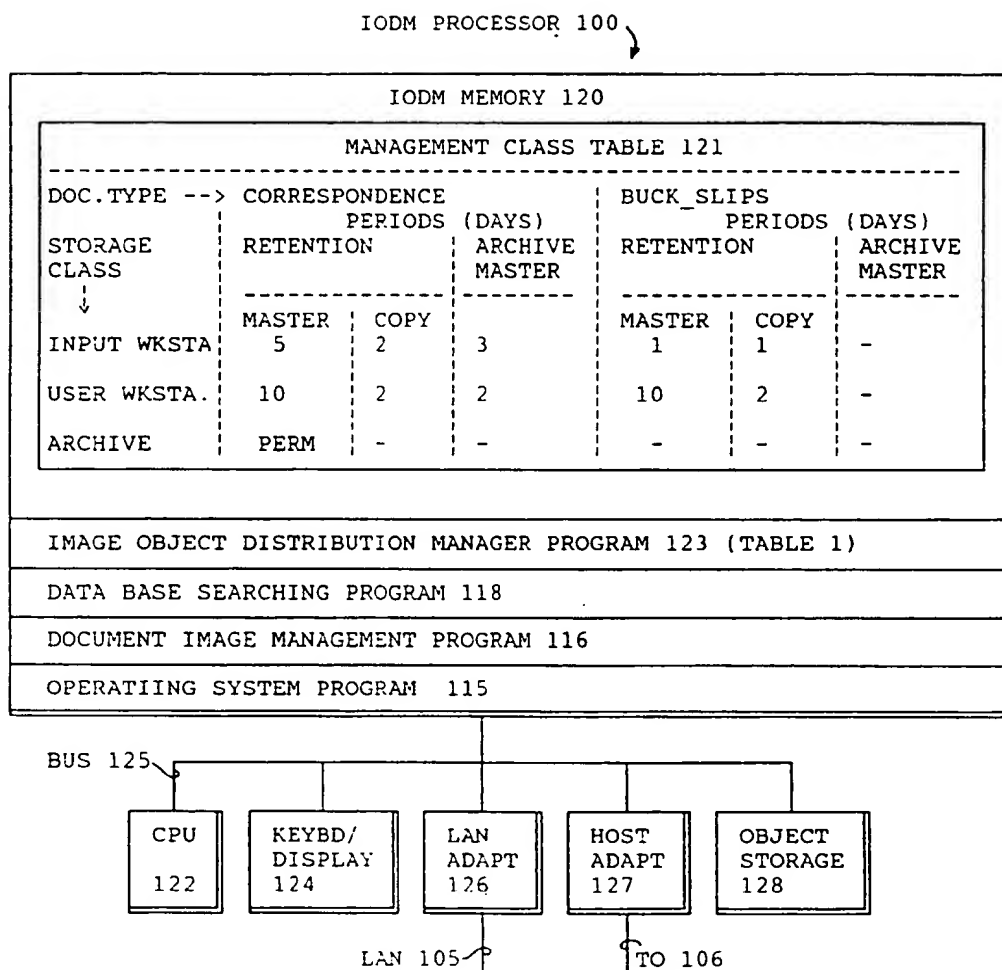 IODM PROCESSOR 100
IODM MEMORY 120
MANAGEMENT CLASS TABLE 121
DOC.TYPE --> CORRESPONDENCE BUCK_SLIPS
PERIODS (DAYS) PERIODS (DAYS)
STORAGE RETENTION ARCHIVE RETENTION ARCHIVE
CLASS MASTER MASTER
MASTER COPY MASTER COPY
INPUT WKSTA 5 2 3 1 1 -
USER WKSTA. 10 2 2 10 2 -
ARCHIVE PERM - - - - -
IMAGE OBJECT DISTRIBUTION MANAGER PROGRAM 123 (TABLE 1)
DATA BASE SEARCHING PROGRAM 118
DOCUMENT IMAGE MANAGEMENT PROGRAM 116
OPERATIING SYSTEM PROGRAM 115
BUS 125
CPU KEYBD/ LAN HOST OBJECT
DISPLAY ADAPT ADAPT STORAGE
122 124 126 127 128
LAN 105 TO 106